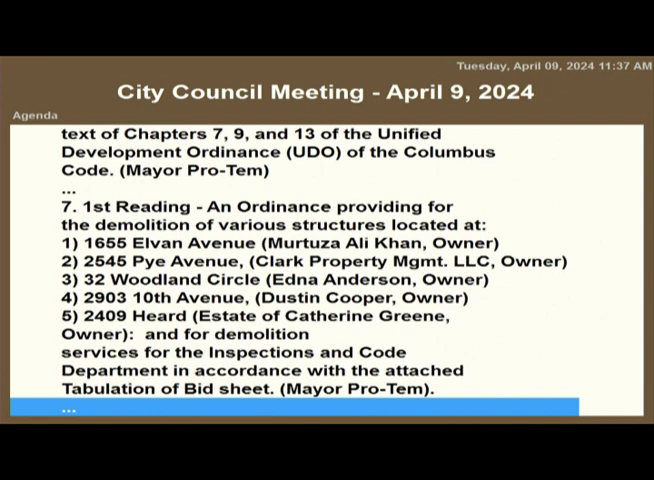 Tuesday, April 09, 2024 11:37 AM
City Council Meeting - April 9, 2024
Agenda
text of Chapters 7, 9, and 13 of the Unified
Development Ordinance (UDO) of the Columbus
Code. (Mayor Pro-Tem)
...
7. 1st Reading - An Ordinance providing for
the demolition of various structures located at:
1) 1655 Elvan Avenue (Murtuza Ali Khan, Owner)
2) 2545 Pye Avenue, (Clark Property Mgmt. LLC, Owner)
3) 32 Woodland Circle (Edna Anderson, Owner)
4) 2903 10th Avenue, (Dustin Cooper, Owner)
5) 2409 Heard (Estate of Catherine Greene,
Owner): and for demolition
services for the Inspections and Code
Department in accordance with the attached
Tabulation of Bid sheet. (Mayor Pro-Tem).
...